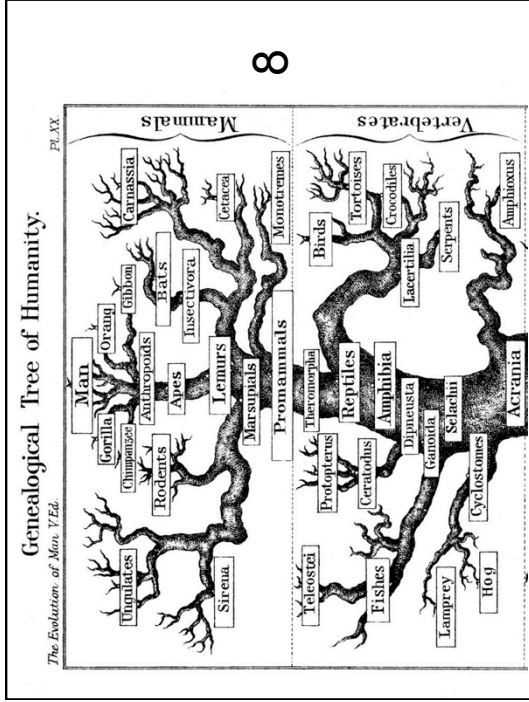 Genealogical Tree of Humanity.
The Evolution of Man V.Ed.
PL.XX.
Man
Gorilla
Orang
Ungulates
Chimpanzee
Gibbon
Carnassia
Anthropoids
Rodents
Bats
Apes
Insectivora
Mammals
Sirena
Lemurs
Cetacea
Marsupials
Promammals
Monotremes
Teleostei
Protopterus
Theromorpha
Birds
Tortoises
Reptiles
Ceratodus
Fishes
Amphibia
Crocodiles
Dipneusta
Lacertilia
Vertebrates
Ganoida
Serpents
Lamprey
Selachii
Cyclostomes
Hog
Amphioxus
Acrania
8